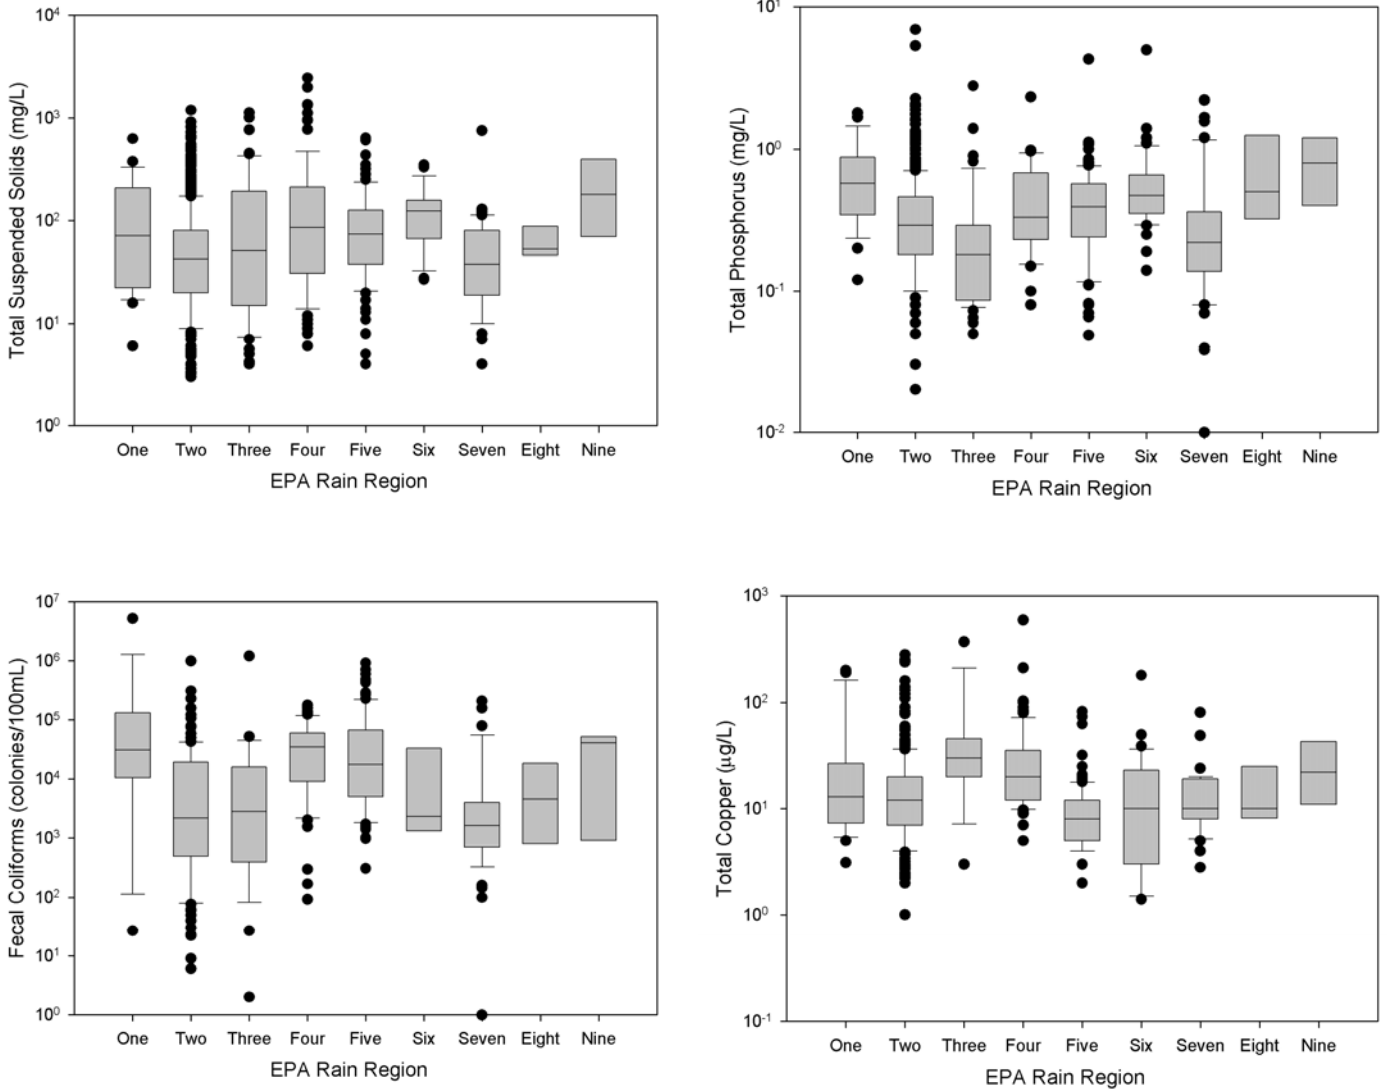 10⁴
10³
10²
10¹
10⁰
Total Suspended Solids (mg/L)
One Two Three Four Five Six Seven Eight Nine
EPA Rain Region
10¹
10⁰
10⁻¹
10⁻²
Total Phosphorus (mg/L)
One Two Three Four Five Six Seven Eight Nine
EPA Rain Region
10⁷
10⁶
10⁵
10⁴
10³
10²
10¹
10⁰
Fecal Coliforms (colonies/100mL)
One Two Three Four Five Six Seven Eight Nine
EPA Rain Region
10³
10²
10¹
10⁰
10⁻¹
Total Copper (µg/L)
One Two Three Four Five Six Seven Eight Nine
EPA Rain Region